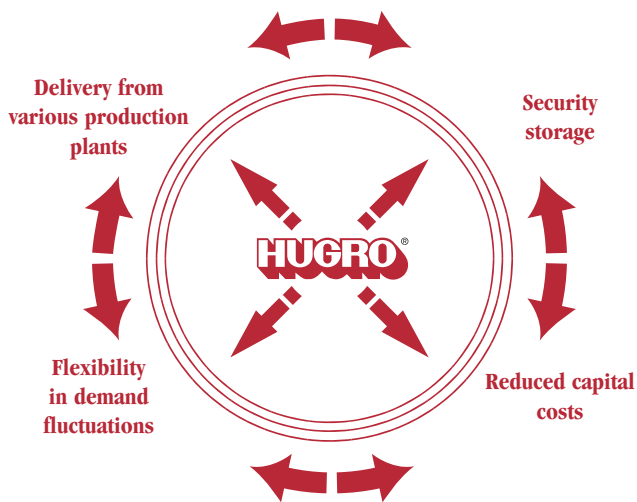 Delivery from
various production
plants
Security
storage
HUGRO®
Flexibility
in demand
fluctuations
Reduced capital
costs